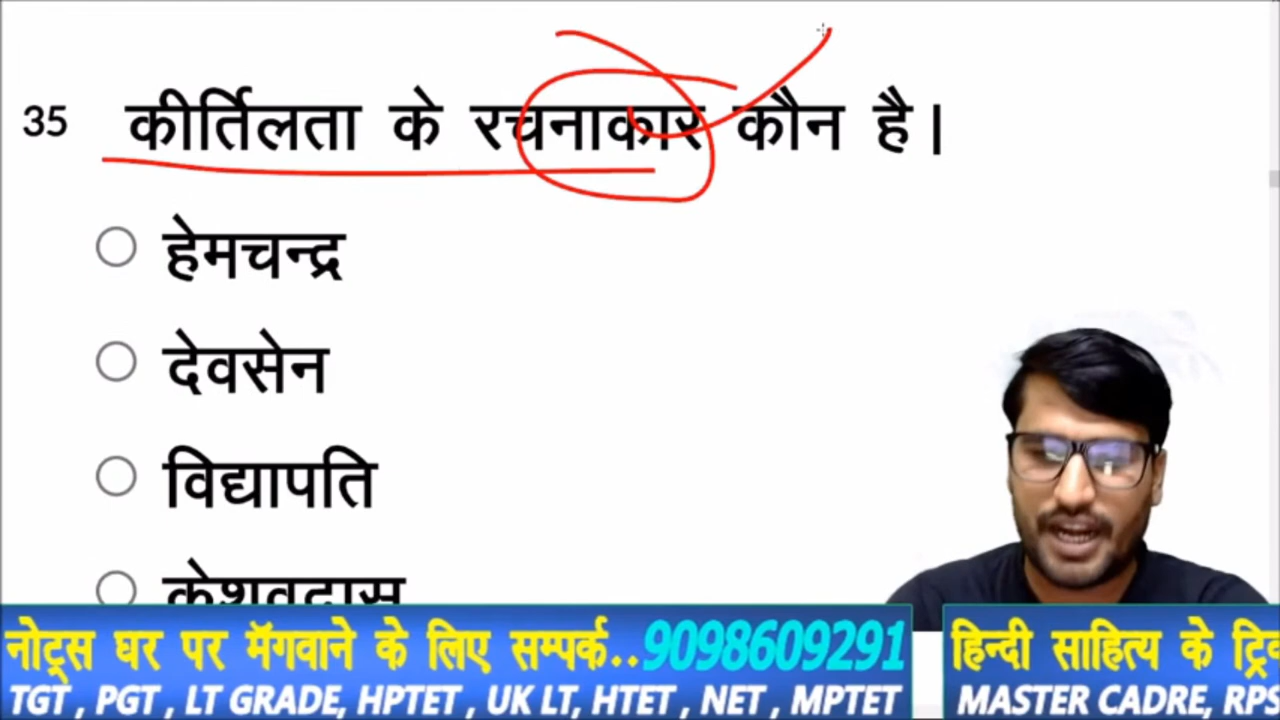 35 कीर्तिलता के रचनाकार कौन है।
हेमचन्द्र
देवसेन
विद्यापति
केशवदास
नोट्स घर पर मॅगवाने के लिए सम्पर्क..9098609291
TGT , PGT , LT GRADE, HPTET , UK LT, HTET , NET , MPTET
हिन्दी साहित्य के ट्रि
MASTER CADRE, RPS